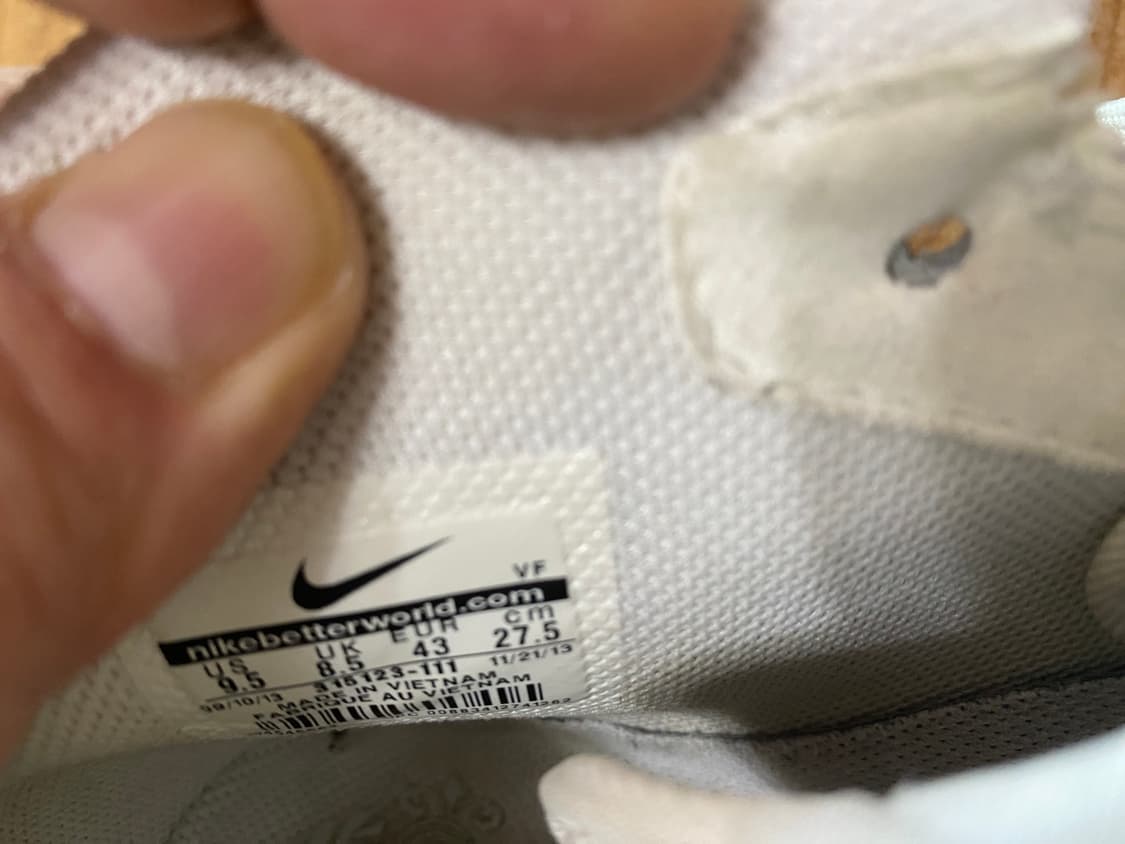 VF
nikebetterworld.com
US UK EUR cm
9.5 8.5 43 27.5
315123-111 11/21/13
09/10/13 MADE IN VIETNAM
FABRIQUE AU VIETNAM